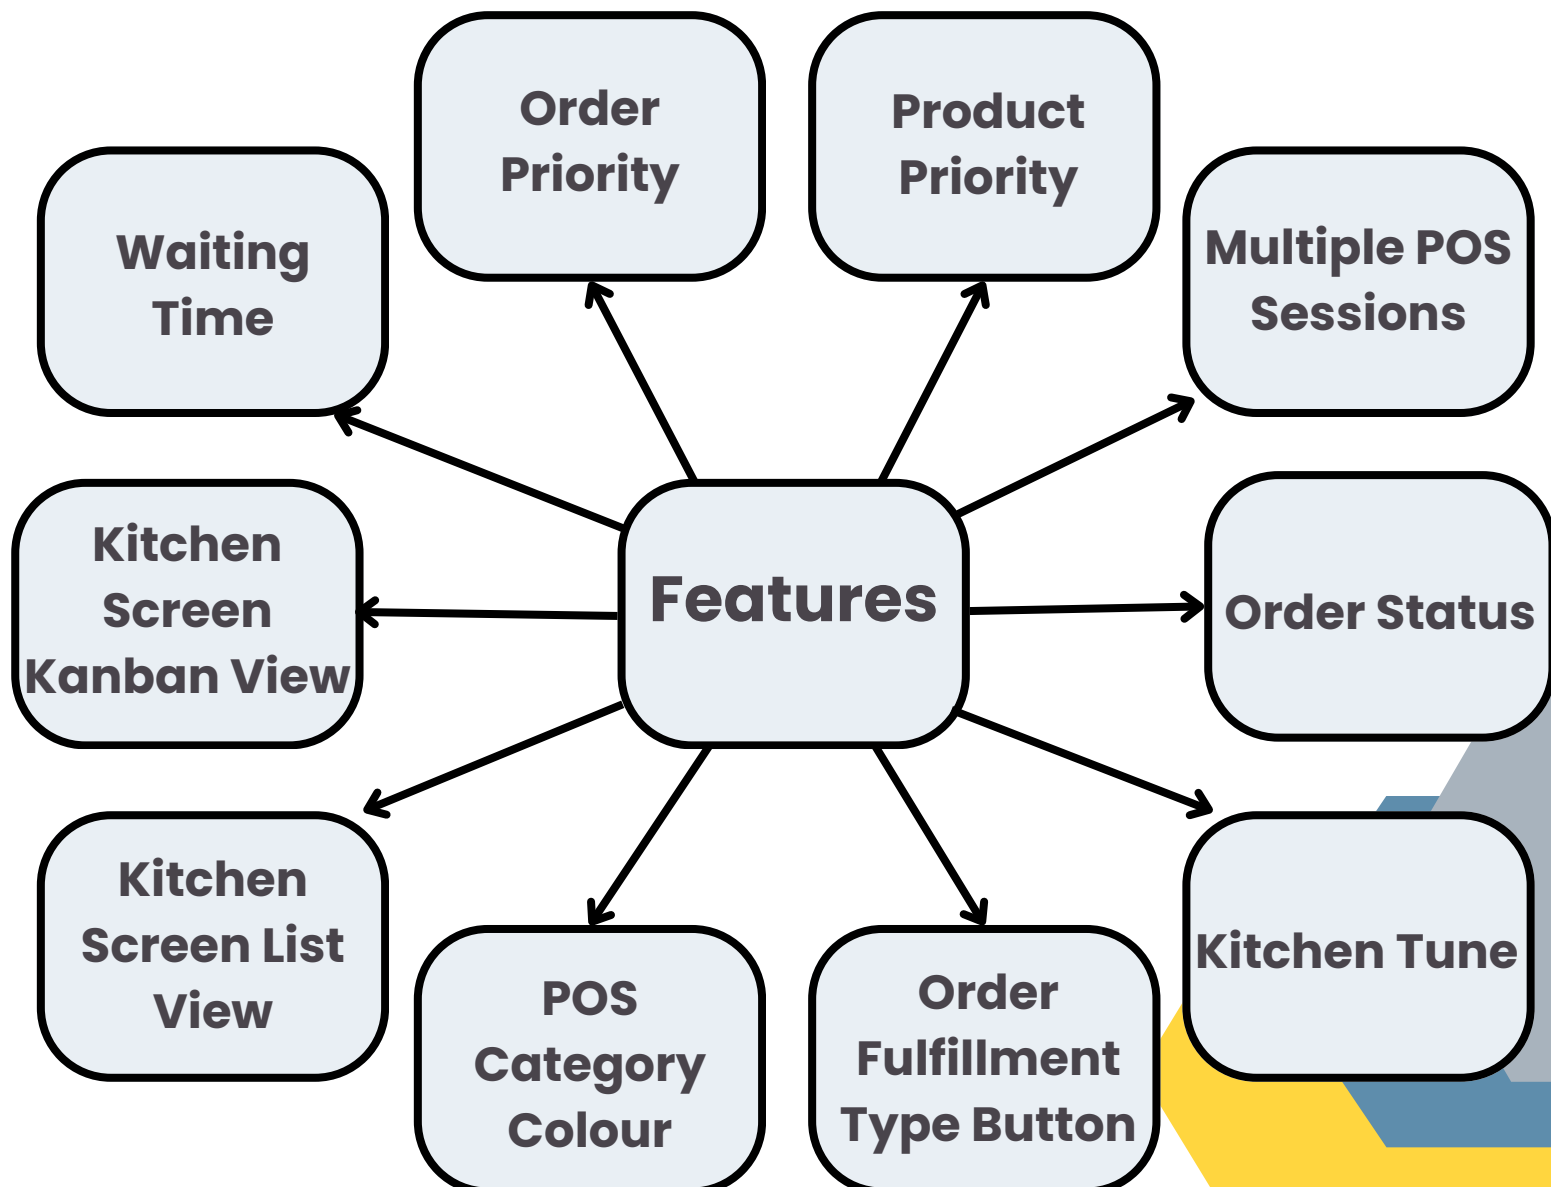 Order
Priority
Product
Priority
Waiting
Time
Multiple POS
Sessions
Kitchen
Screen
Kanban View
Features
Order Status
Kitchen
Screen List
View
Kitchen Tune
POS
Category
Colour
Order
Fulfillment
Type Button